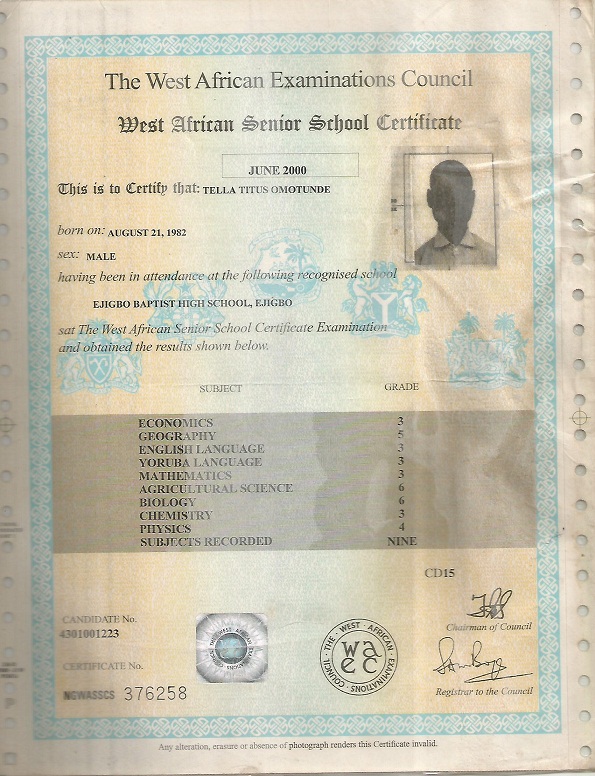 The West African Examinations Council
West African Senior School Certificate
JUNE 2000
This is to Certify that: TELLA TITUS OMOTUNDE
born on: AUGUST 21, 1982
sex: MALE
having been in attendance at the following recognised school
EJIGBO BAPTIST HIGH SCHOOL, EJIGBO
sat The West African Senior School Certificate Examination
and obtained the results shown below.
SUBJECT GRADE
ECONOMICS 3
GEOGRAPHY 5
ENGLISH LANGUAGE 3
YORUBA LANGUAGE 3
MATHEMATICS 3
AGRICULTURAL SCIENCE 6
BIOLOGY 6
CHEMISTRY 3
PHYSICS 4
SUBJECTS RECORDED NINE
CD15
Chairman of Council
CANDIDATE No.
4301001223
THE WEST AFRICAN EXAMINATIONS COUNCIL
waec
CERTIFICATE No.
NGWASSCS 376258
Registrar to the Council
Any alteration, erasure or absence of photograph renders this Certificate invalid.